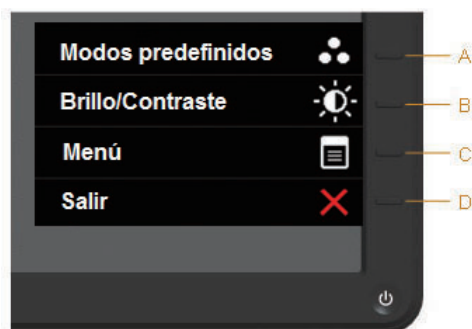 Modos predefinidos A
Brillo/Contraste B
Menú C
Salir D